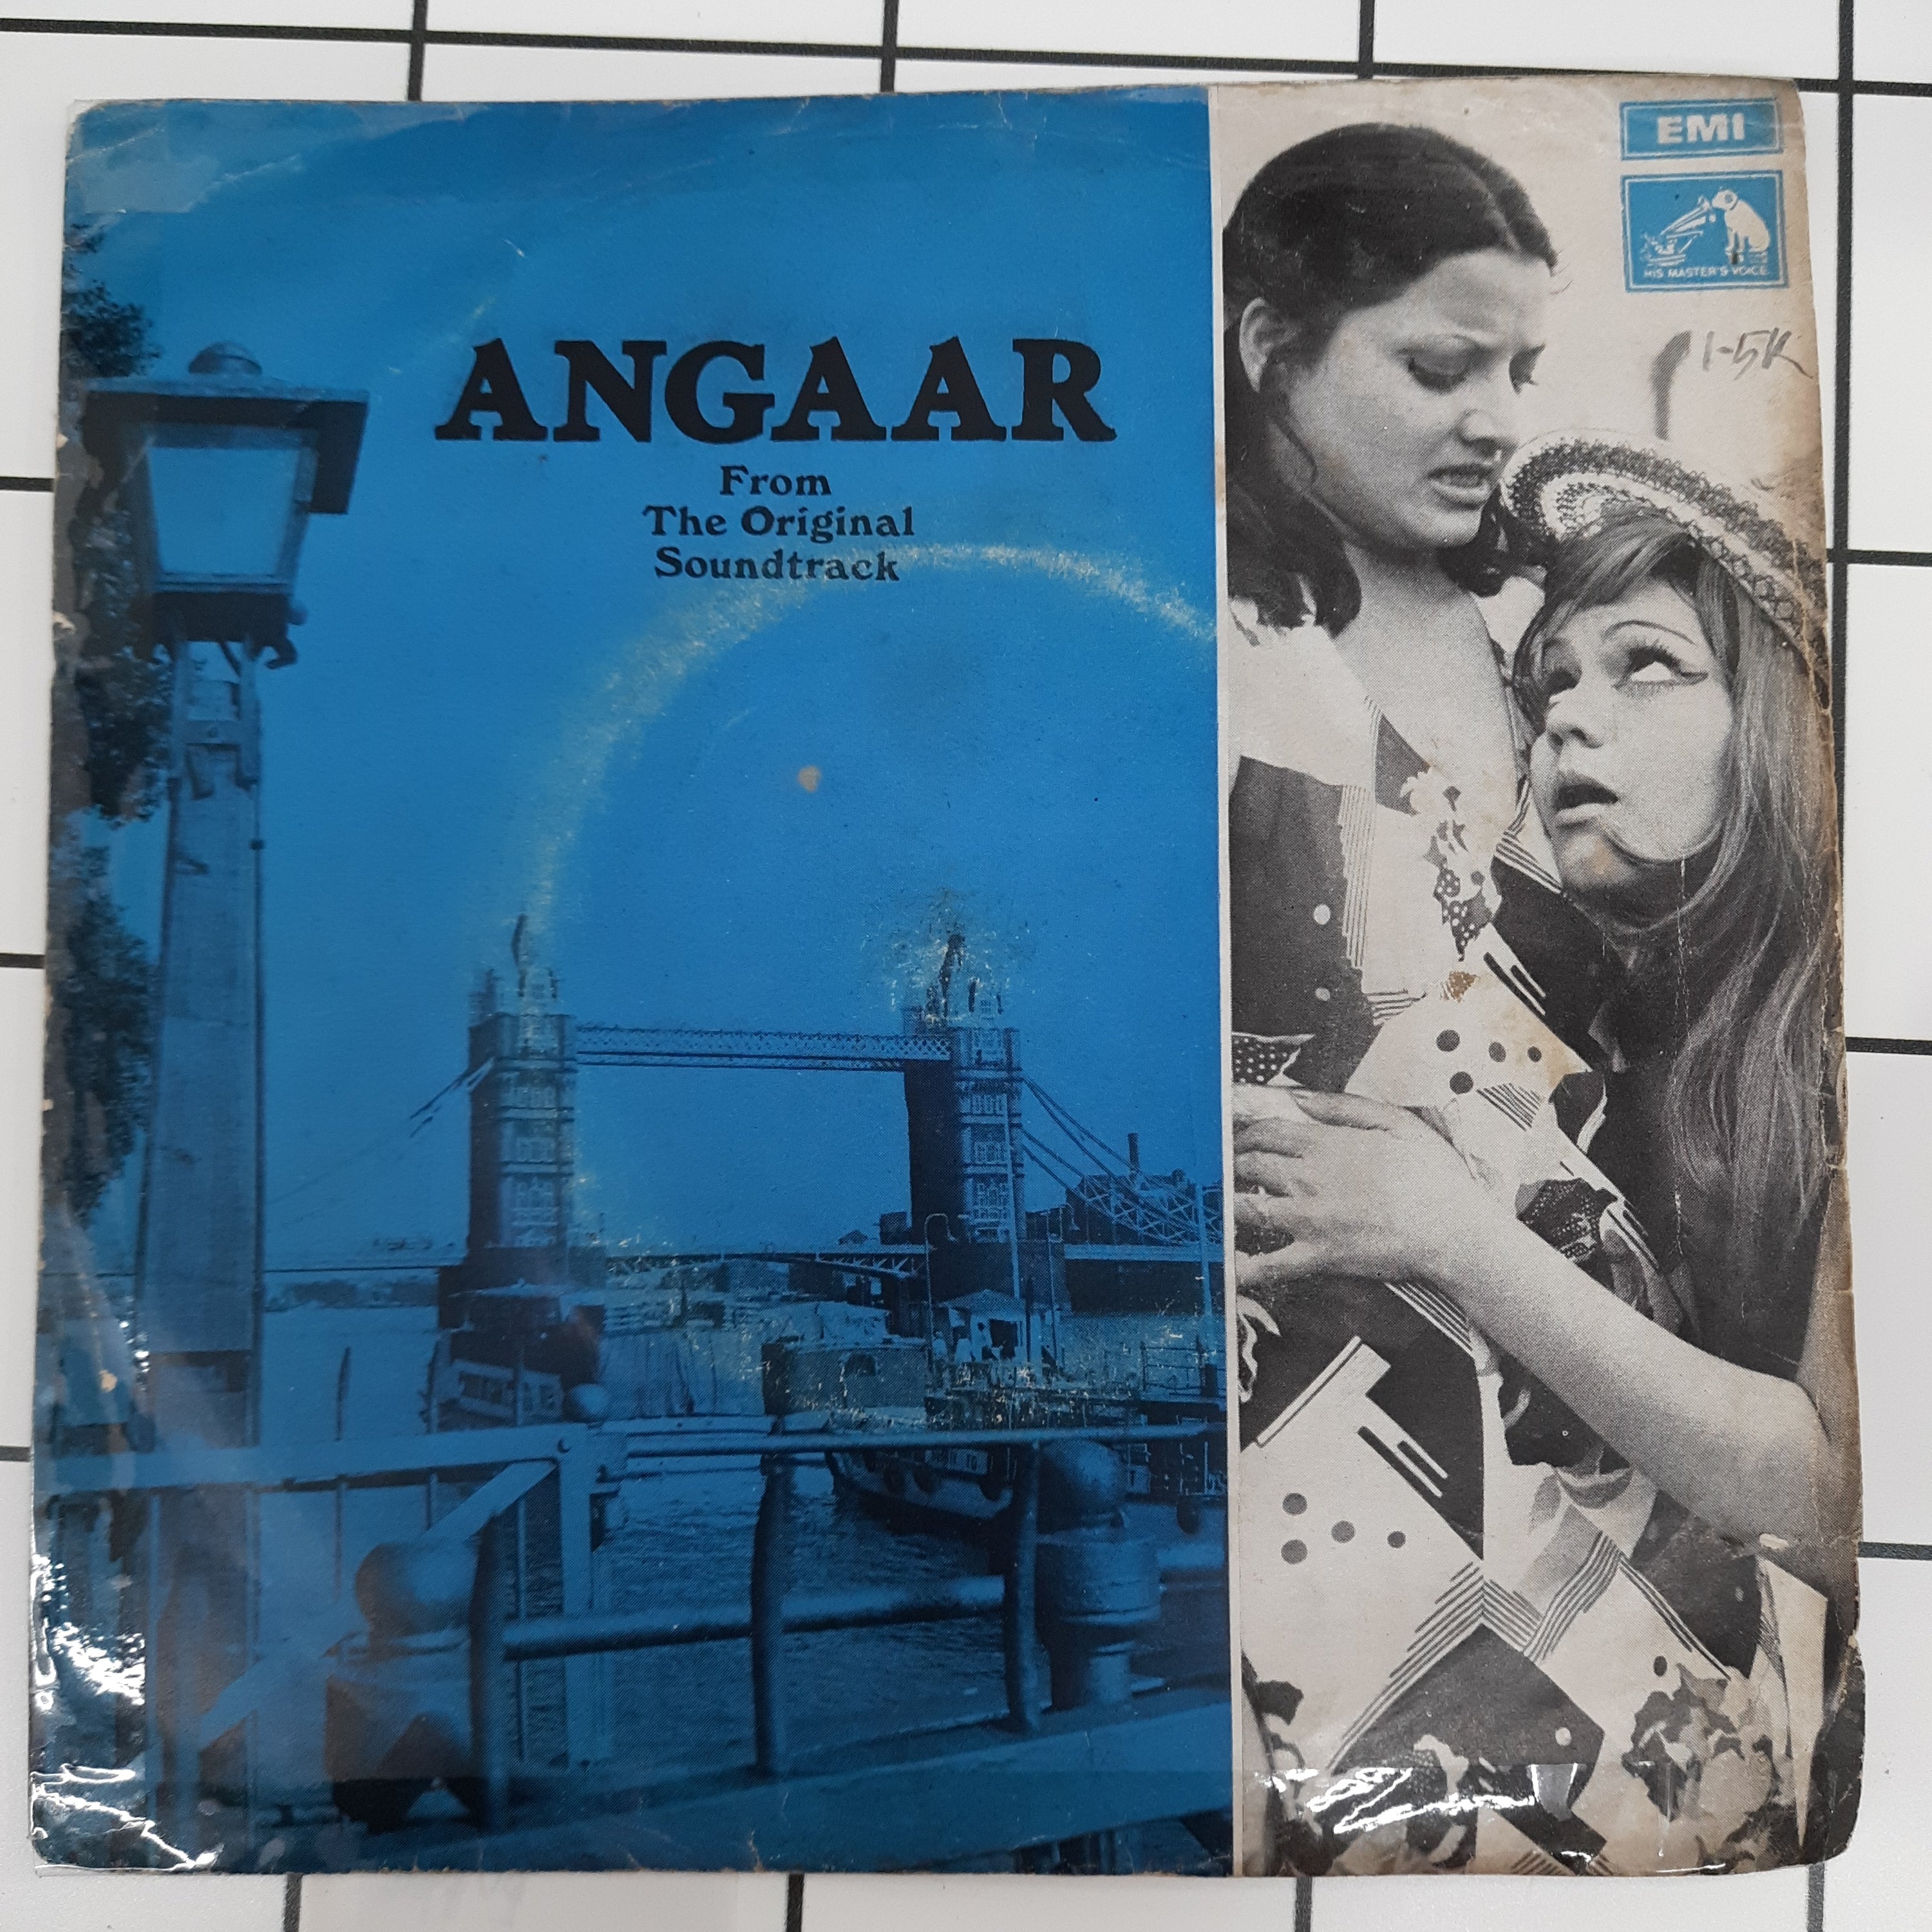 ANGAAR
From
The Original
Soundtrack
EMI
HIS MASTER'S VOICE
1-5K